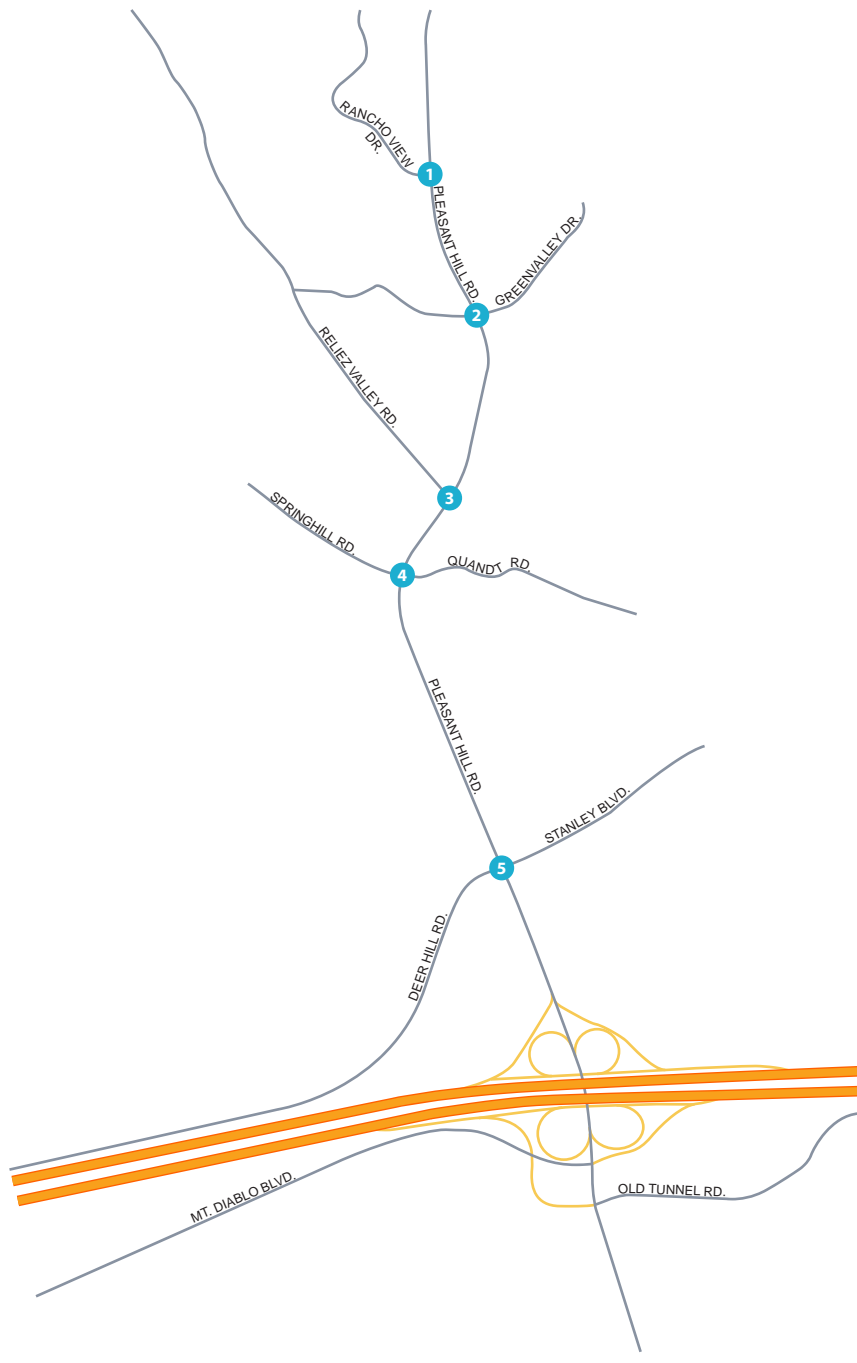 RANCHO VIEW
DR.
1
PLEASANT HILL RD.
GREENVALLEY DR.
2
RELIEZ VALLEY RD.
3
SPRINGHILL RD.
4
QUANDT RD.
PLEASANT HILL RD.
STANLEY BLVD.
5
DEER HILL RD.
MT. DIABLO BLVD.
OLD TUNNEL RD.